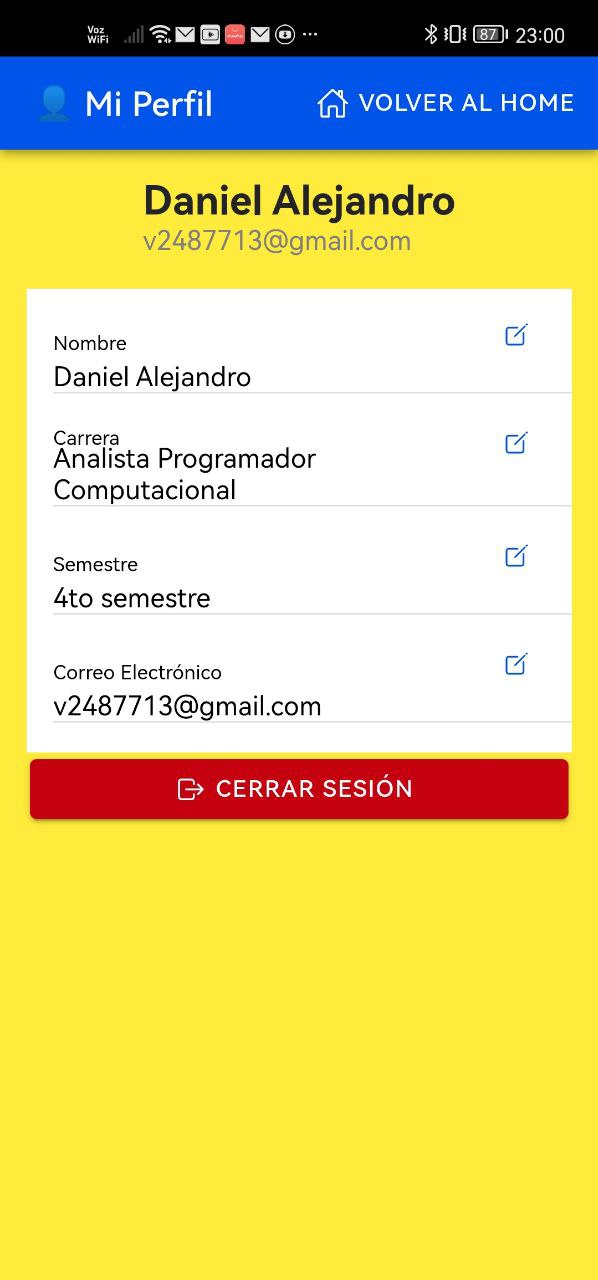 Voz
WiFi
87
23:00
Mi Perfil
VOLVER AL HOME
Daniel Alejandro
v2487713@gmail.com
Nombre
Daniel Alejandro
Carrera
Analista Programador
Computacional
Semestre
4to semestre
Correo Electrónico
v2487713@gmail.com
CERRAR SESIÓN